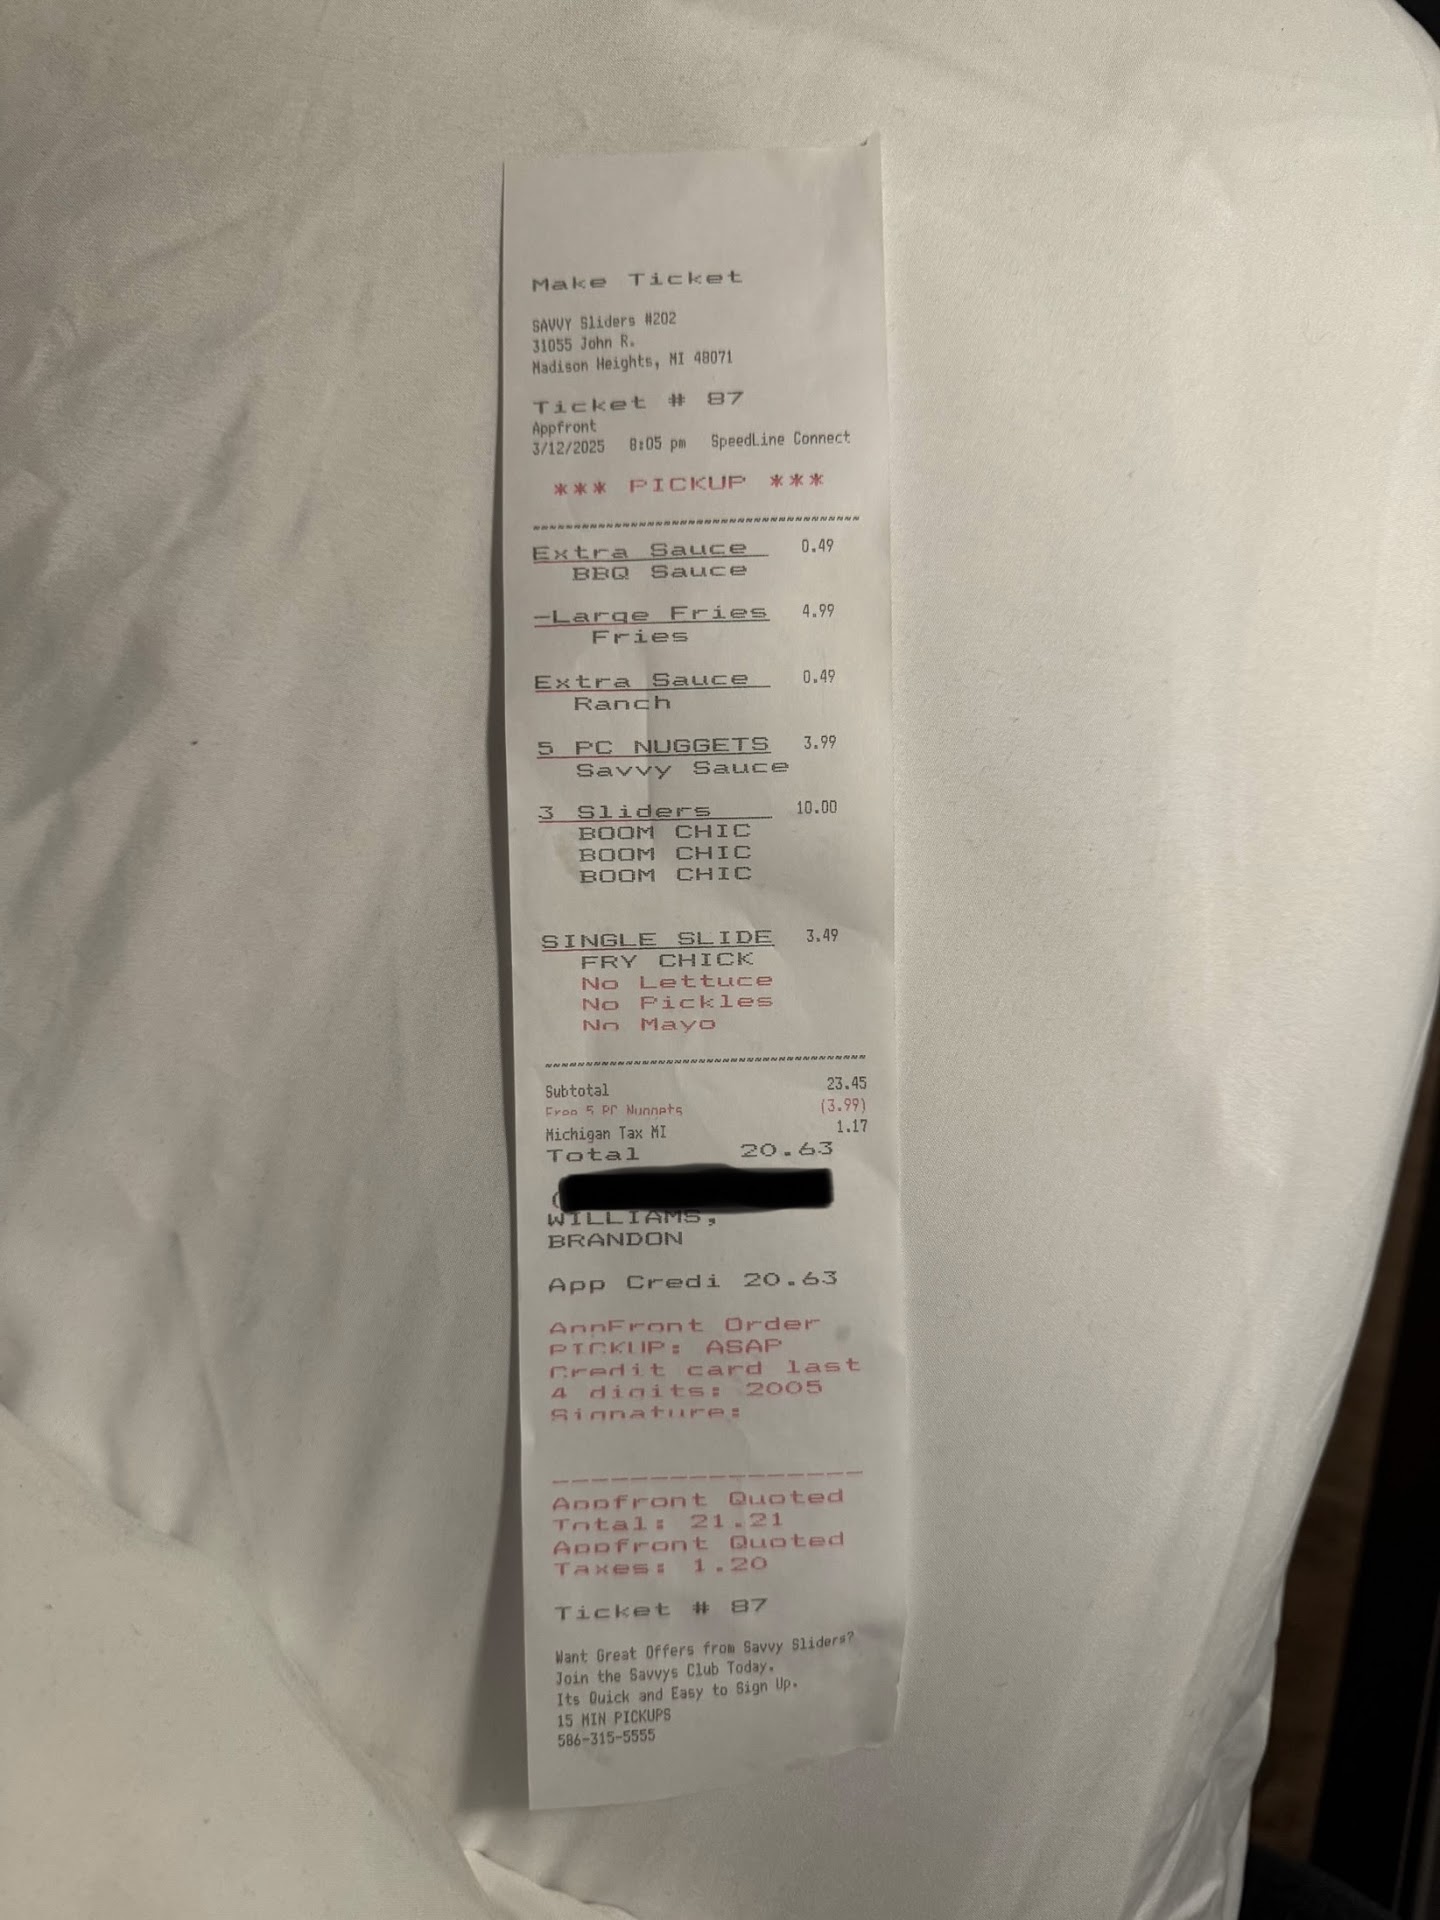 Make Ticket
SAVVY Sliders #202
31055 John R.
Madison Heights, MI 48071
Ticket # 87
Appfront
3/12/2025 8:05 pm SpeedLine Connect
*** PICKUP ***
Extra Sauce 0.49
BBQ Sauce
-Large Fries 4.99
Fries
Extra Sauce 0.49
Ranch
5 PC NUGGETS 3.99
Savvy Sauce
3 Sliders 10.00
BOOM CHIC
BOOM CHIC
BOOM CHIC
SINGLE SLIDE 3.49
FRY CHICK
No Lettuce
No Pickles
No Mayo
Subtotal 23.45
Free 5 PC Nuggets (3.99)
Michigan Tax MI 1.17
Total 20.63
(
WILLIAMS,
BRANDON
App Credi 20.63
AppFront Order
PICKUP: ASAP
Credit card last
4 digits: 2005
Signature:
Appfront Quoted
Total: 21.21
Appfront Quoted
Taxes: 1.20
Ticket # 87
Want Great Offers from Savvy Sliders?
Join the Savvys Club Today.
Its Quick and Easy to Sign Up.
15 MIN PICKUPS
586-315-5555